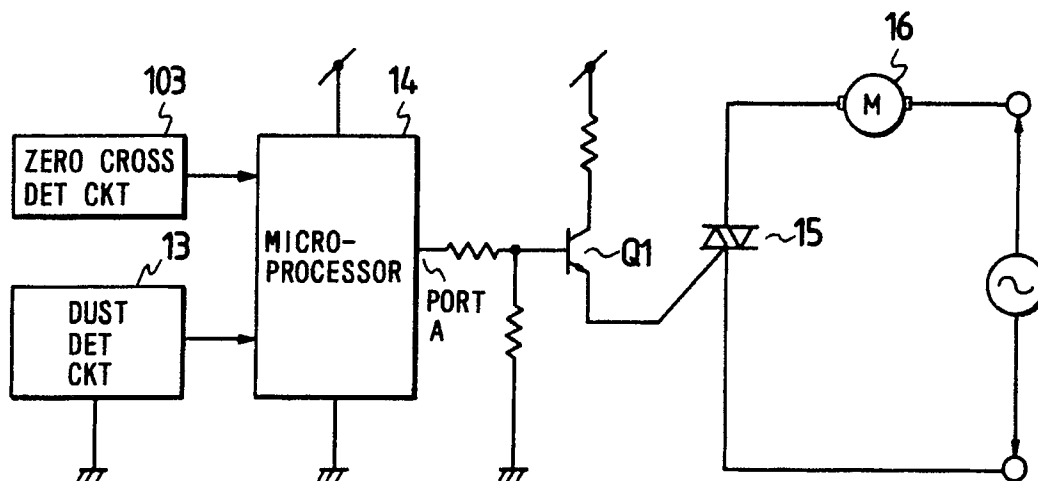 103
ZERO CROSS
DET CKT
13
DUST
DET
CKT
14
MICRO-
PROCESSOR
PORT
A
Q1
15
16
M